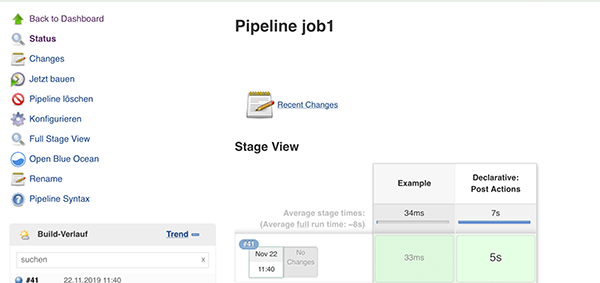 Back to Dashboard
Status
Changes
Jetzt bauen
Pipeline löschen
Konfigurieren
Full Stage View
Open Blue Ocean
Rename
Pipeline Syntax
Build-Verlauf Trend
suchen x
#41 22.11.2019 11:40
Pipeline job1
Recent Changes
Stage View
Example
Declarative:
Post Actions
Average stage times:
(Average full run time: ~8s)
34ms
7s
#41
Nov 22
11:40
No
Changes
33ms
5s